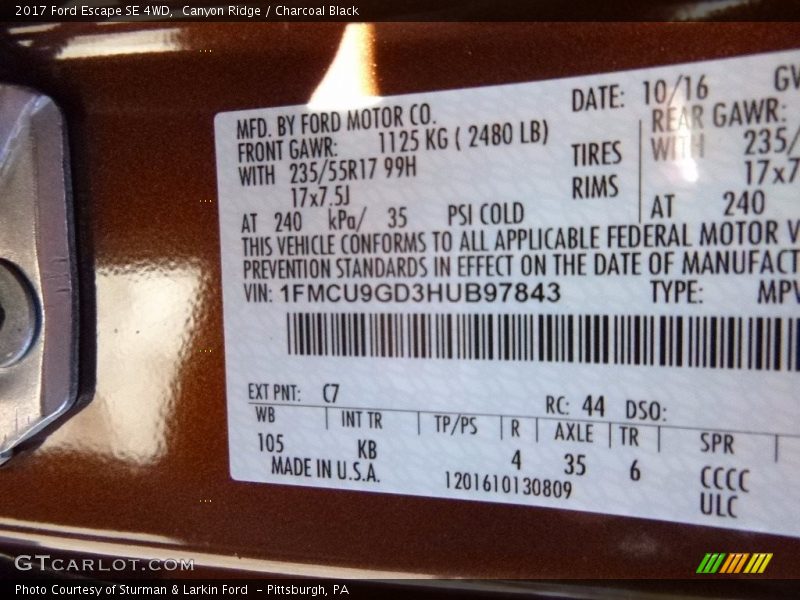 2017 Ford Escape SE 4WD, Canyon Ridge / Charcoal Black
MFD. BY FORD MOTOR CO.
DATE: 10/16
FRONT GAWR: 1125 KG ( 2480 LB)
REAR GAWR:
WITH 235/55R17 99H
TIRES
WITH 235/
17x7.5J
RIMS
17x7
AT 240 kPa/ 35 PSI COLD
AT 240
THIS VEHICLE CONFORMS TO ALL APPLICABLE FEDERAL MOTOR V
PREVENTION STANDARDS IN EFFECT ON THE DATE OF MANUFACT
VIN: 1FMCU9GD3HUB97843 TYPE: MPV
EXT PNT: C7 RC: 44 DSO:
WB INT TR TP/PS R AXLE TR SPR
105 KB 4 35 6 CCCC
MADE IN U.S.A. 1201610130809 ULC
GTCARLOT.COM
Photo Courtesy of Sturman & Larkin Ford - Pittsburgh, PA